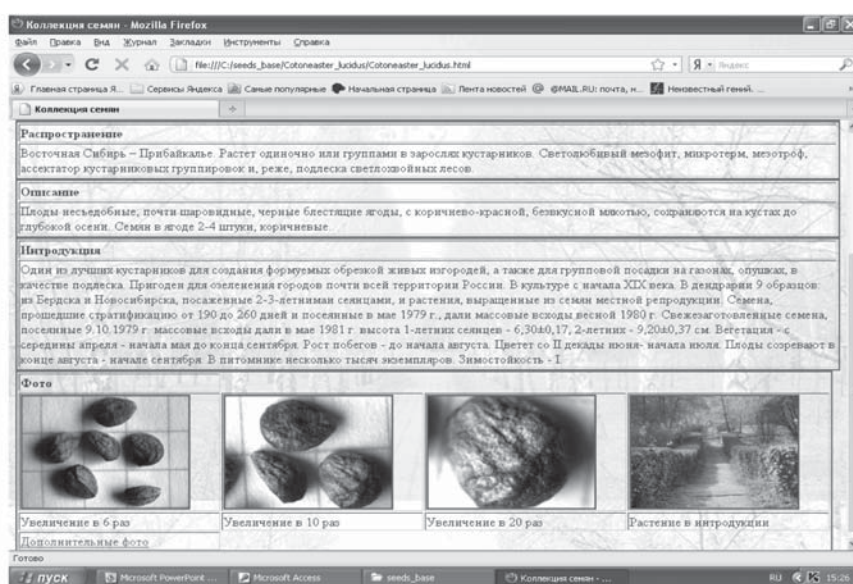 Коллекция семян - Mozilla Firefox
Файл Правка Вид Журнал Закладки Инструменты Справка
file:///C:/seeds_base/Cotoneaster_lucidus/Cotoneaster_lucidus.html
Я Яндекс
Главная страница Я... Сервисы Яндекса Самые популярные Начальная страница Лента новостей @MAIL.RU: почта, н... Неизвестный гений. ...
Коллекция семян
Распространение
Восточная Сибирь – Прибайкалье. Растет одиночно или группами в зарослях кустарников. Светолюбивый мезофит, микротерм, мезотроф,
ассектатор кустарниковых группировок и, реже, подлеска светлохвойных лесов.
Описание
Плоды несъедобные, почти шаровидные, черные блестящие ягоды, с коричнево-красной, безвкусной мякотью, сохраняются на кустах до
глубокой осени. Семян в ягоде 2-4 штуки, коричневые.
Интродукция
Один из лучших кустарников для создания формуемых обрезкой живых изгородей, а также для групповой посадки на газонах, опушках, в
качестве подлеска. Пригоден для озеленения городов почти всей территории России. В культуре с начала XIX века. В дендрарии 9 образцов:
из Бердска и Новосибирска, посаженные 2-3-летними сеянцами, и растения, выращенные из семян местной репродукции. Семена,
прошедшие стратификацию от 190 до 260 дней и посеянные в мае 1979 г., дали массовые всходы весной 1980 г. Свежезаготовленные семена,
посеянные 9.10.1979 г. массовые всходы дали в мае 1981 г. высота 1-летних сеянцев - 6,30±0,17, 2-летних - 9,20±0,37 см. Вегетация - с
середины апреля - начала мая до конца сентября. Рост побегов - до начала августа. Цветет со II декады июня- начала июля. Плоды созревают в
конце августа - начале сентября. В питомнике несколько тысяч экземпляров. Зимостойкость - I.
Фото
Увеличение в 6 раз Увеличение в 10 раз Увеличение в 20 раз Растение в интродукции
Дополнительные фото
Готово
пуск Microsoft PowerPoint ... Microsoft Access seeds_base Коллекция семян - ... RU